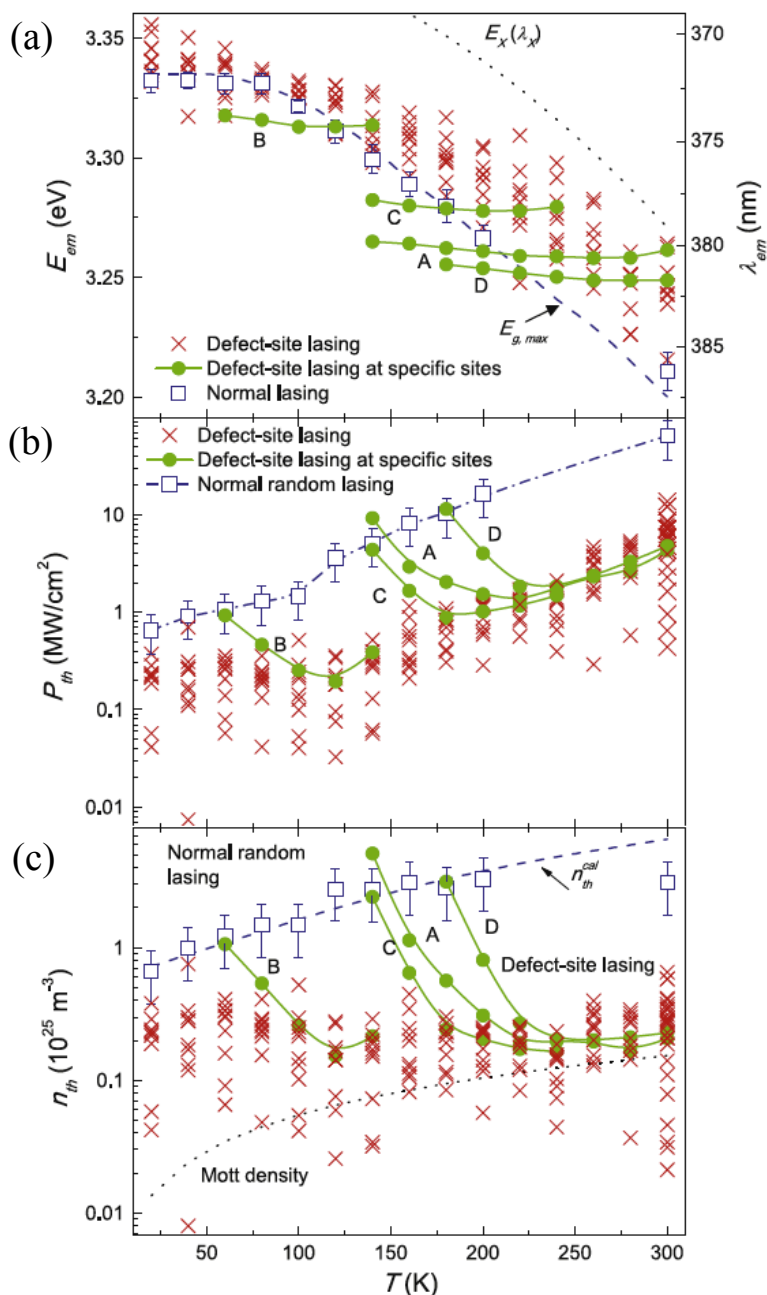 (a)
3.35
3.30
3.25
3.20
E_em (eV)
370
375
380
385
λ_em (nm)
E_x (λ_x)
B
C
A
D
E_g, max
Defect-site lasing
Defect-site lasing at specific sites
Normal lasing
(b)
Defect-site lasing
Defect-site lasing at specific sites
Normal random lasing
10
1
0.1
0.01
P_th (MW/cm²)
D
A
C
B
(c)
Normal random
lasing
n_th^cal
1
0.1
0.01
n_th (10²⁵ m⁻³)
D
A
C
B
Defect-site lasing
Mott density
50
100
150
200
250
300
T (K)